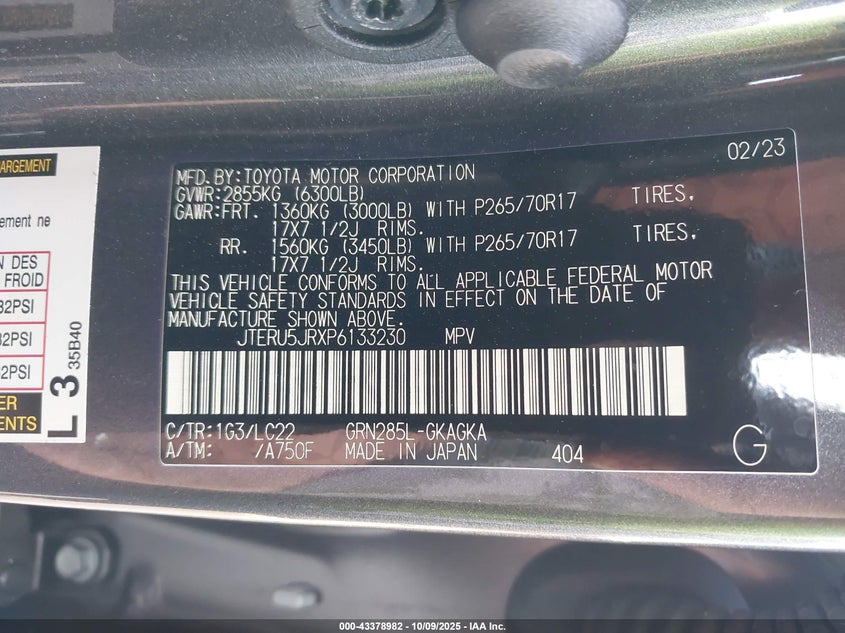 ARGEMENT
ement ne
N DES
FROID
32PSI
32PSI
32PSI
ER
ENTS
L 3
35B40
02/23
MFD.BY:TOYOTA MOTOR CORPORATION
GVWR:2855KG (6300LB)
GAWR:FRT. 1360KG (3000LB) WITH P265/70R17 TIRES,
17X7 1/2J RIMS.
RR. 1560KG (3450LB) WITH P265/70R17 TIRES,
17X7 1/2J RIMS.
THIS VEHICLE CONFORMS TO ALL APPLICABLE FEDERAL MOTOR
VEHICLE SAFETY STANDARDS IN EFFECT ON THE DATE OF
MANUFACTURE SHOWN ABOVE.
JTERU5JRXP6133230 MPV
C/TR:1G3/LC22 GRN285L-GKAGKA
A/TM: /A750F MADE IN JAPAN 404
G
000-43378982 - 10/09/2025 - IAA Inc.